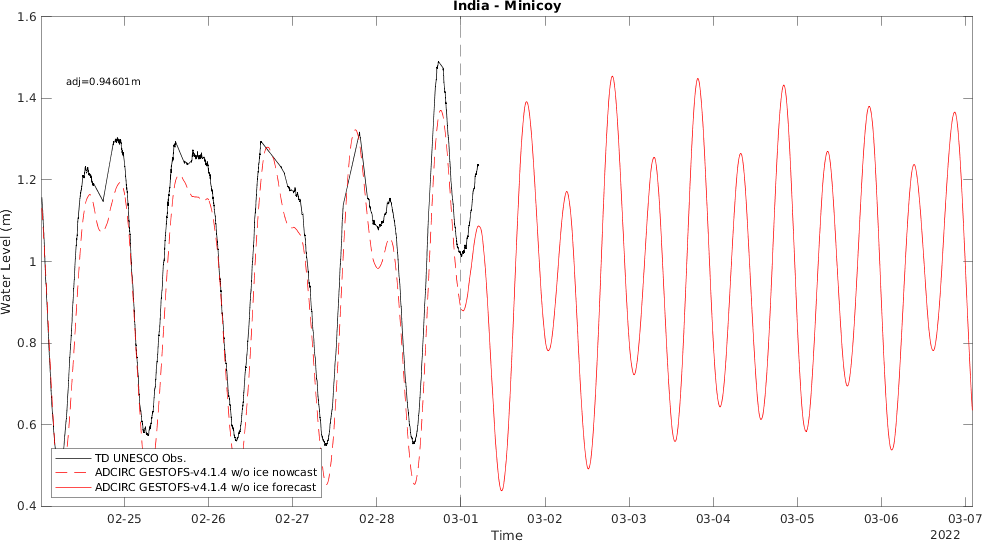 India - Minicoy
1.6
1.4
1.2
1
0.8
0.6
0.4
Water Level (m)
adj=0.94601m
TD UNESCO Obs.
ADCIRC GESTOFS-v4.1.4 w/o ice nowcast
ADCIRC GESTOFS-v4.1.4 w/o ice forecast
02-25 02-26 02-27 02-28 03-01 03-02 03-03 03-04 03-05 03-06 03-07
Time
2022